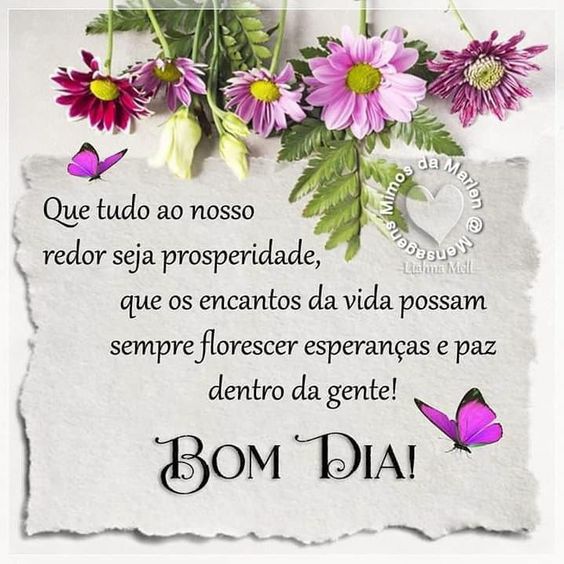 Mimos da Marlan @ Mensagens
-Liahna Mell-
Que tudo ao nosso
redor seja prosperidade,
que os encantos da vida possam
sempre florescer esperanças e paz
dentro da gente!
BOM DIA!